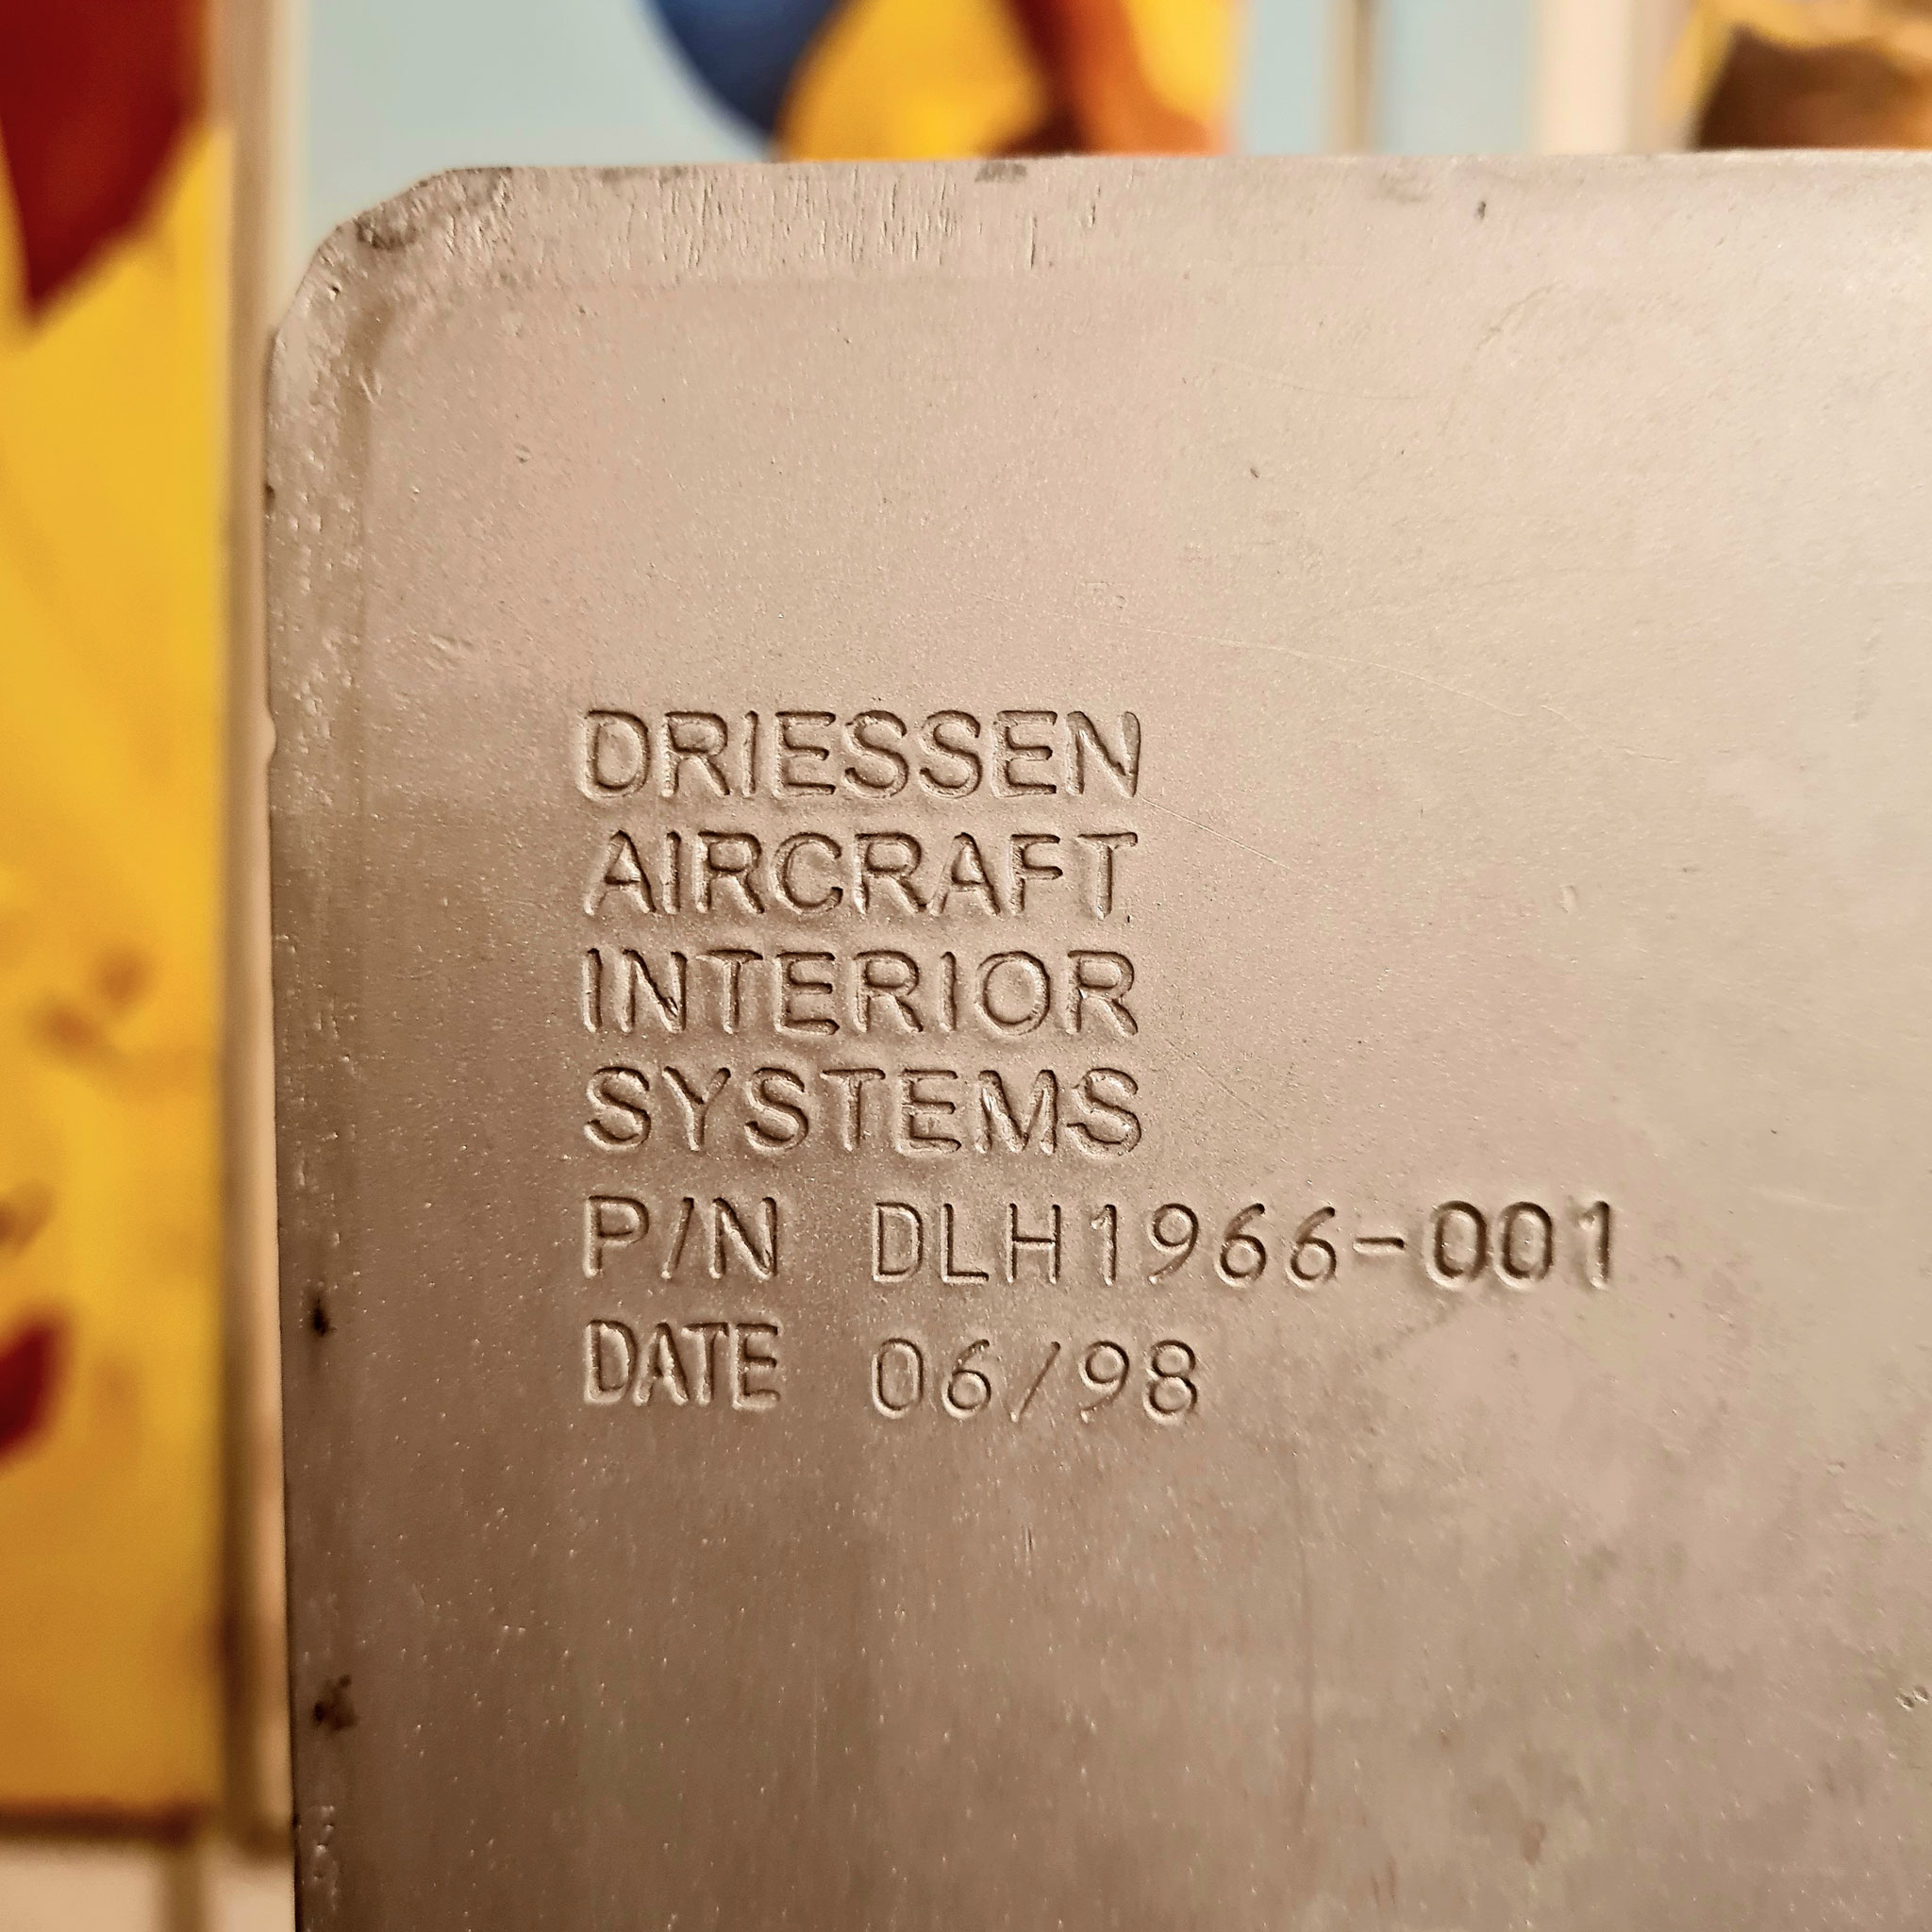 DRIESSEN
AIRCRAFT
INTERIOR
SYSTEMS
P/N DLH1966-001
DATE 06/98